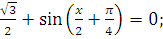 √3/2 + sin(x/2 + π/4) = 0;